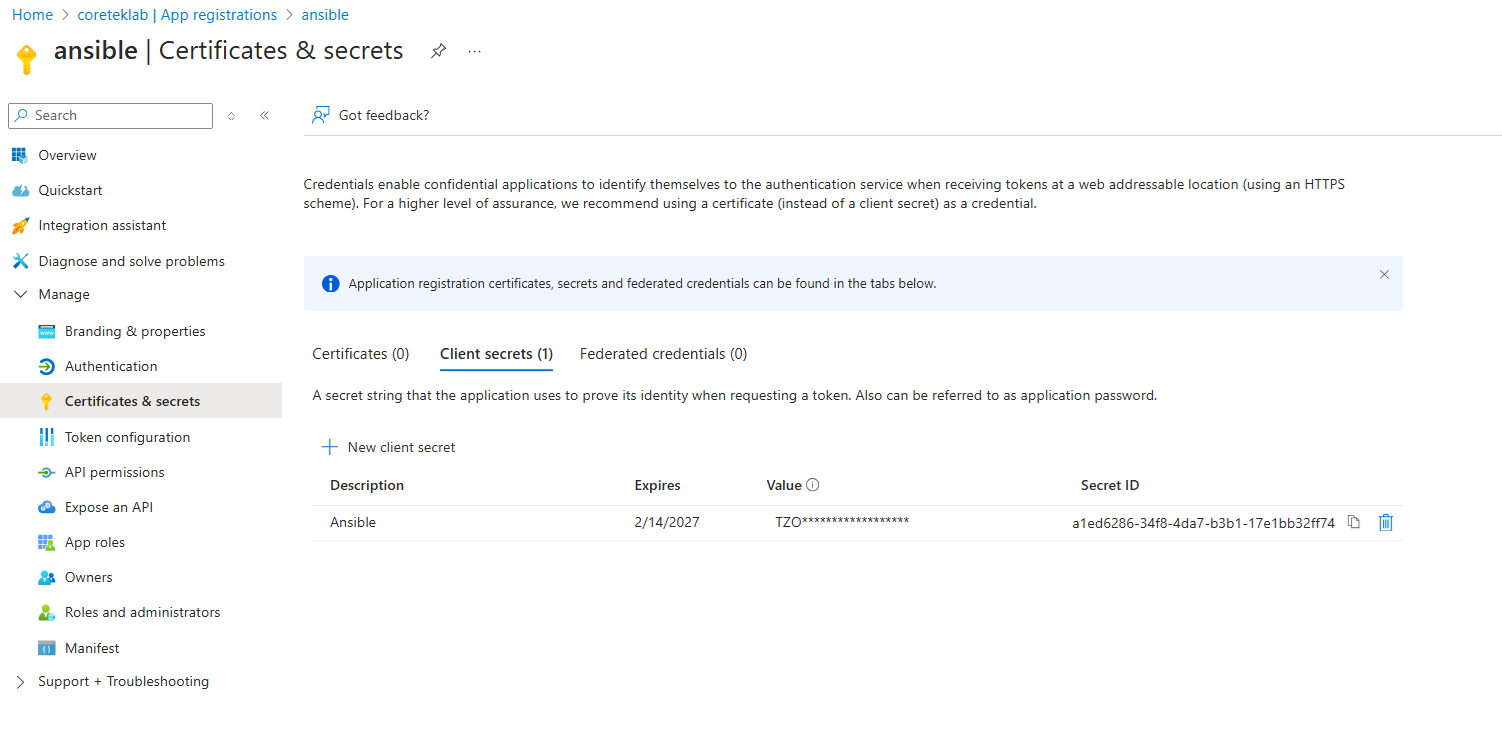 Home > coreteklab | App registrations > ansible
ansible | Certificates & secrets
Search
Overview
Quickstart
Integration assistant
Diagnose and solve problems
Manage
Branding & properties
Authentication
Certificates & secrets
Token configuration
API permissions
Expose an API
App roles
Owners
Roles and administrators
Manifest
Support + Troubleshooting
Got feedback?
Credentials enable confidential applications to identify themselves to the authentication service when receiving tokens at a web addressable location (using an HTTPS
scheme). For a higher level of assurance, we recommend using a certificate (instead of a client secret) as a credential.
Application registration certificates, secrets and federated credentials can be found in the tabs below.
Certificates (0) Client secrets (1) Federated credentials (0)
A secret string that the application uses to prove its identity when requesting a token. Also can be referred to as application password.
New client secret
Description Expires Value Secret ID
Ansible 2/14/2027 TZO****************** a1ed6286-34f8-4da7-b3b1-17e1bb32ff74